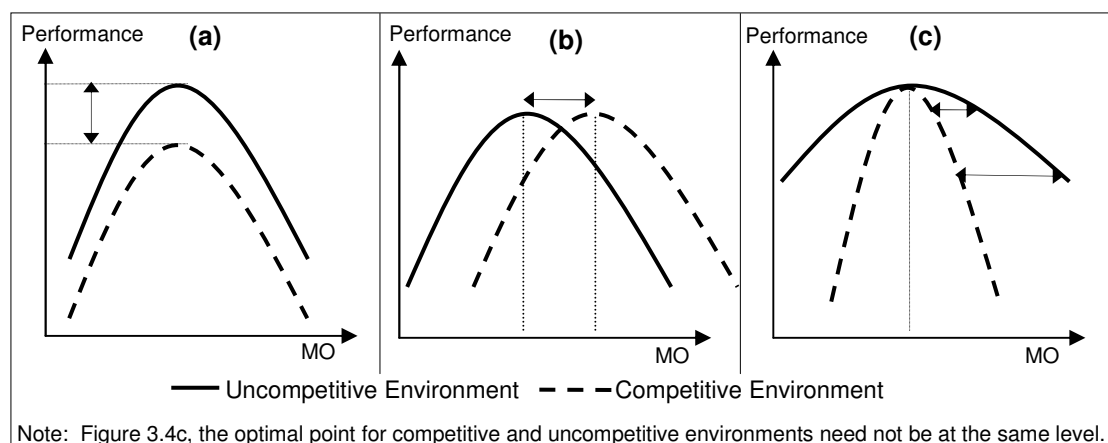 (a)
Performance
MO
(b)
Performance
MO
(c)
Performance
MO
Uncompetitive Environment
Competitive Environment
Note: Figure 3.4c, the optimal point for competitive and uncompetitive environments need not be at the same level.